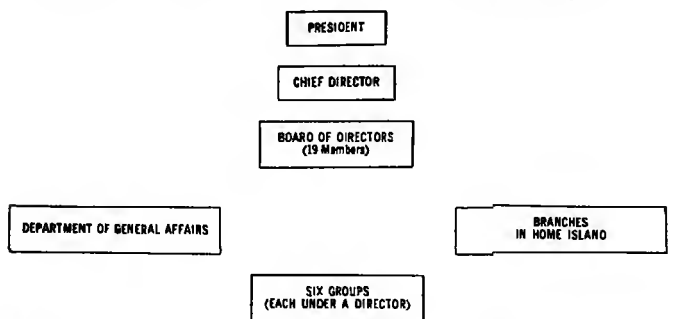 PRESIDENT
CHIEF DIRECTOR
BOARD OF DIRECTORS
(19 Members)
DEPARTMENT OF GENERAL AFFAIRS
BRANCHES
IN HOME ISLAND
SIX GROUPS
(EACH UNDER A DIRECTOR)